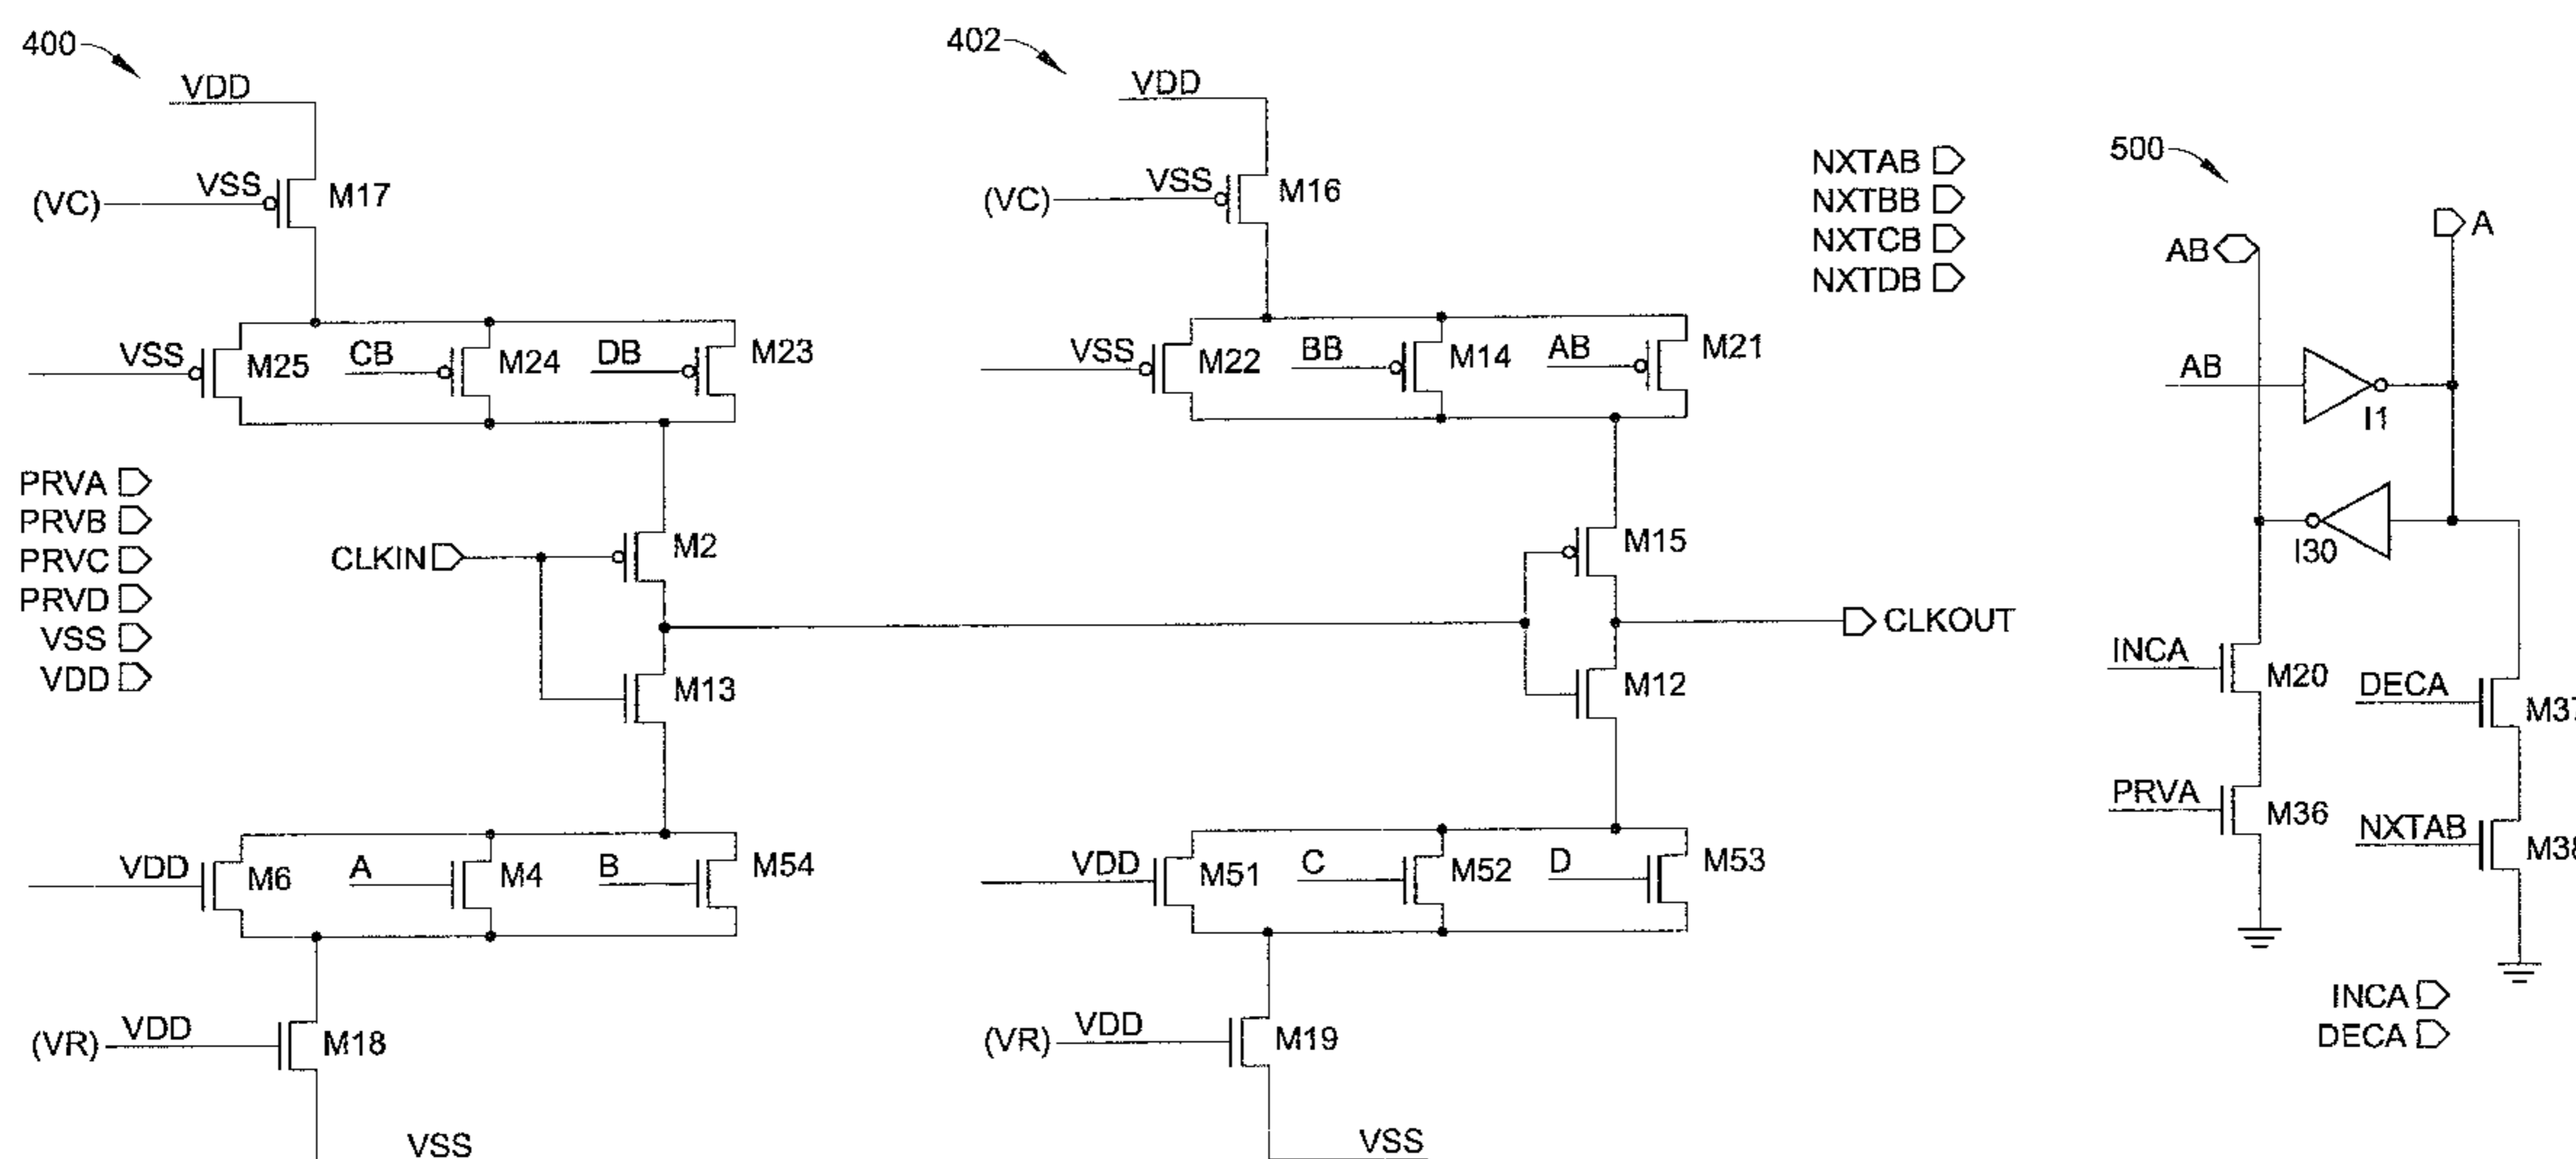 400
VDD
(VC)
VSS
M17
VSS
M25
CB
M24
DB
M23
PRVA
PRVB
PRVC
PRVD
VSS
VDD
CLKIN
M2
M13
VDD
M6
A
M4
B
M54
(VR)
VDD
M18
VSS
402
VDD
(VC)
VSS
M16
VSS
M22
BB
M14
AB
M21
M15
CLKOUT
M12
VDD
M51
C
M52
D
M53
(VR)
VDD
M19
VSS
NXTAB
NXTBB
NXTCB
NXTDB
500
A
AB
AB
I1
I30
INCA
M20
DECA
PRVA
M36
NXTAB
INCA
DECA